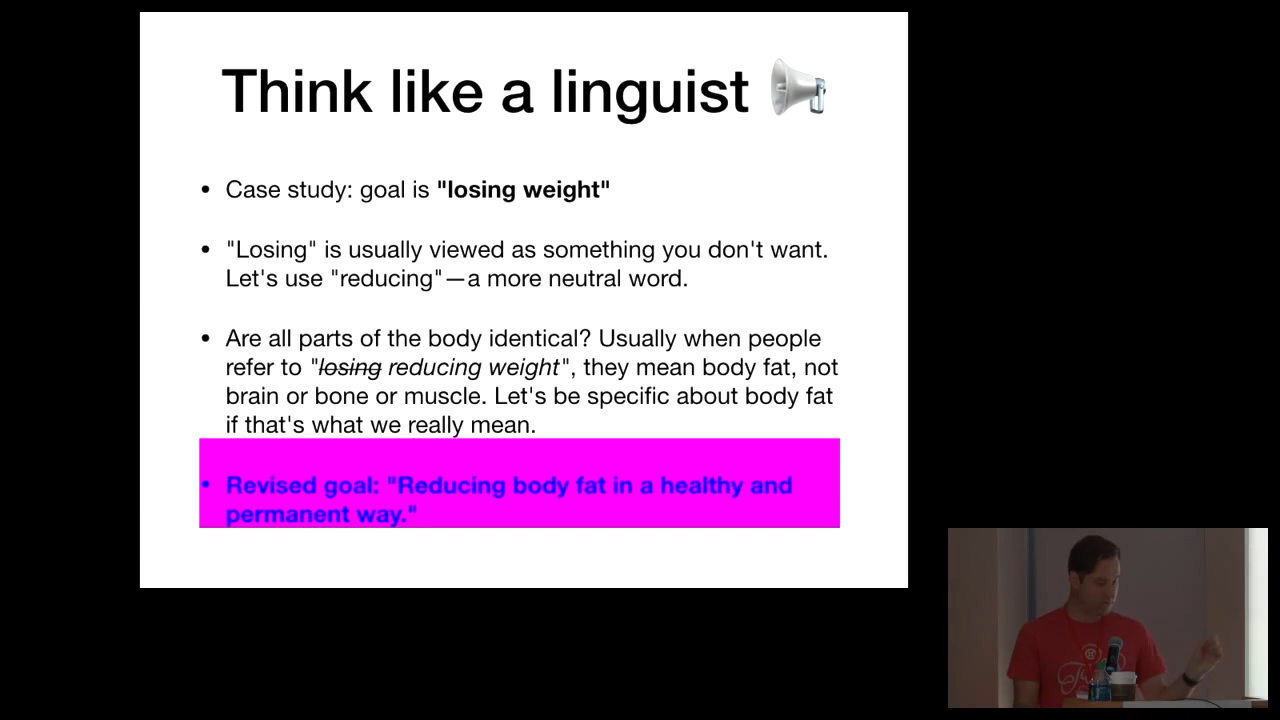 Think like a linguist
• Case study: goal is "losing weight"
• "Losing" is usually viewed as something you don't want.
Let's use "reducing"—a more neutral word.
• Are all parts of the body identical? Usually when people
refer to "losing reducing weight", they mean body fat, not
brain or bone or muscle. Let's be specific about body fat
if that's what we really mean.
• Revised goal: "Reducing body fat in a healthy and
permanent way."